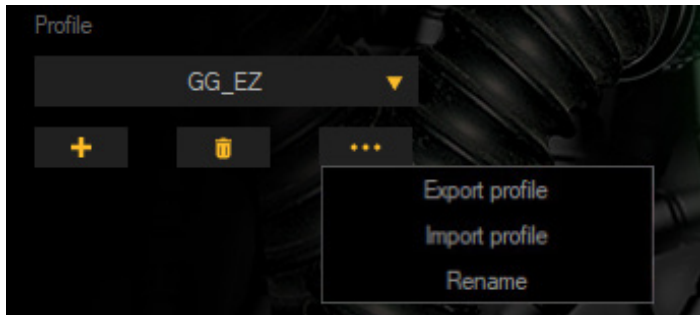 Profile
GG_EZ
Export profile
Import profile
Rename